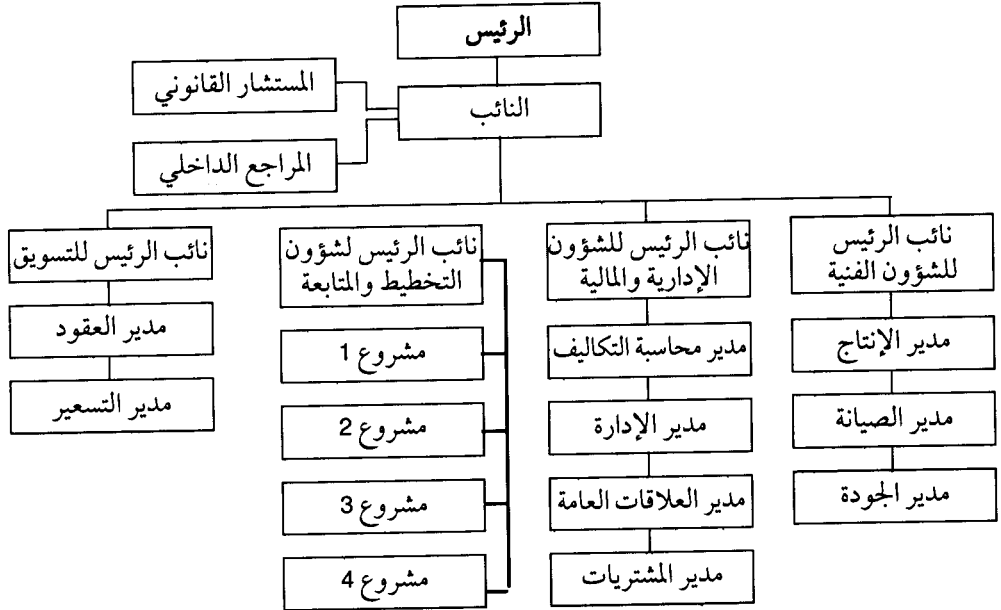 الرئيس
النائب
المستشار القانوني
المراجع الداخلي
نائب الرئيس
للشؤون الفنية
مدير الإنتاج
مدير الصيانة
مدير الجودة
نائب الرئيس للشؤون
الإدارية والمالية
مدير محاسبة التكاليف
مدير الإدارة
مدير العلاقات العامة
مدير المشتريات
نائب الرئيس لشؤون
التخطيط والمتابعة
مشروع 1
مشروع 2
مشروع 3
مشروع 4
نائب الرئيس للتسويق
مدير العقود
مدير التسعير